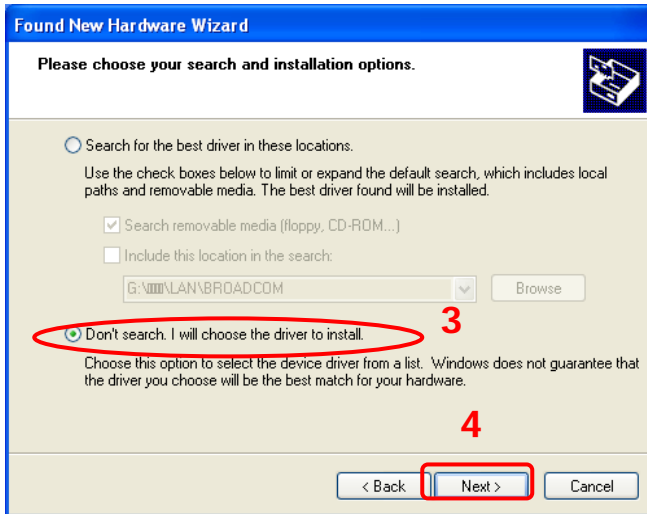 Found New Hardware Wizard
Please choose your search and installation options.
Search for the best driver in these locations.
Use the check boxes below to limit or expand the default search, which includes local
paths and removable media. The best driver found will be installed.
Search removable media (floppy, CD-ROM...)
Include this location in the search:
G:\\LAN\BROADCOM
Browse
3
Don't search. I will choose the driver to install.
Choose this option to select the device driver from a list. Windows does not guarantee that
the driver you choose will be the best match for your hardware.
4
< Back
Next >
Cancel